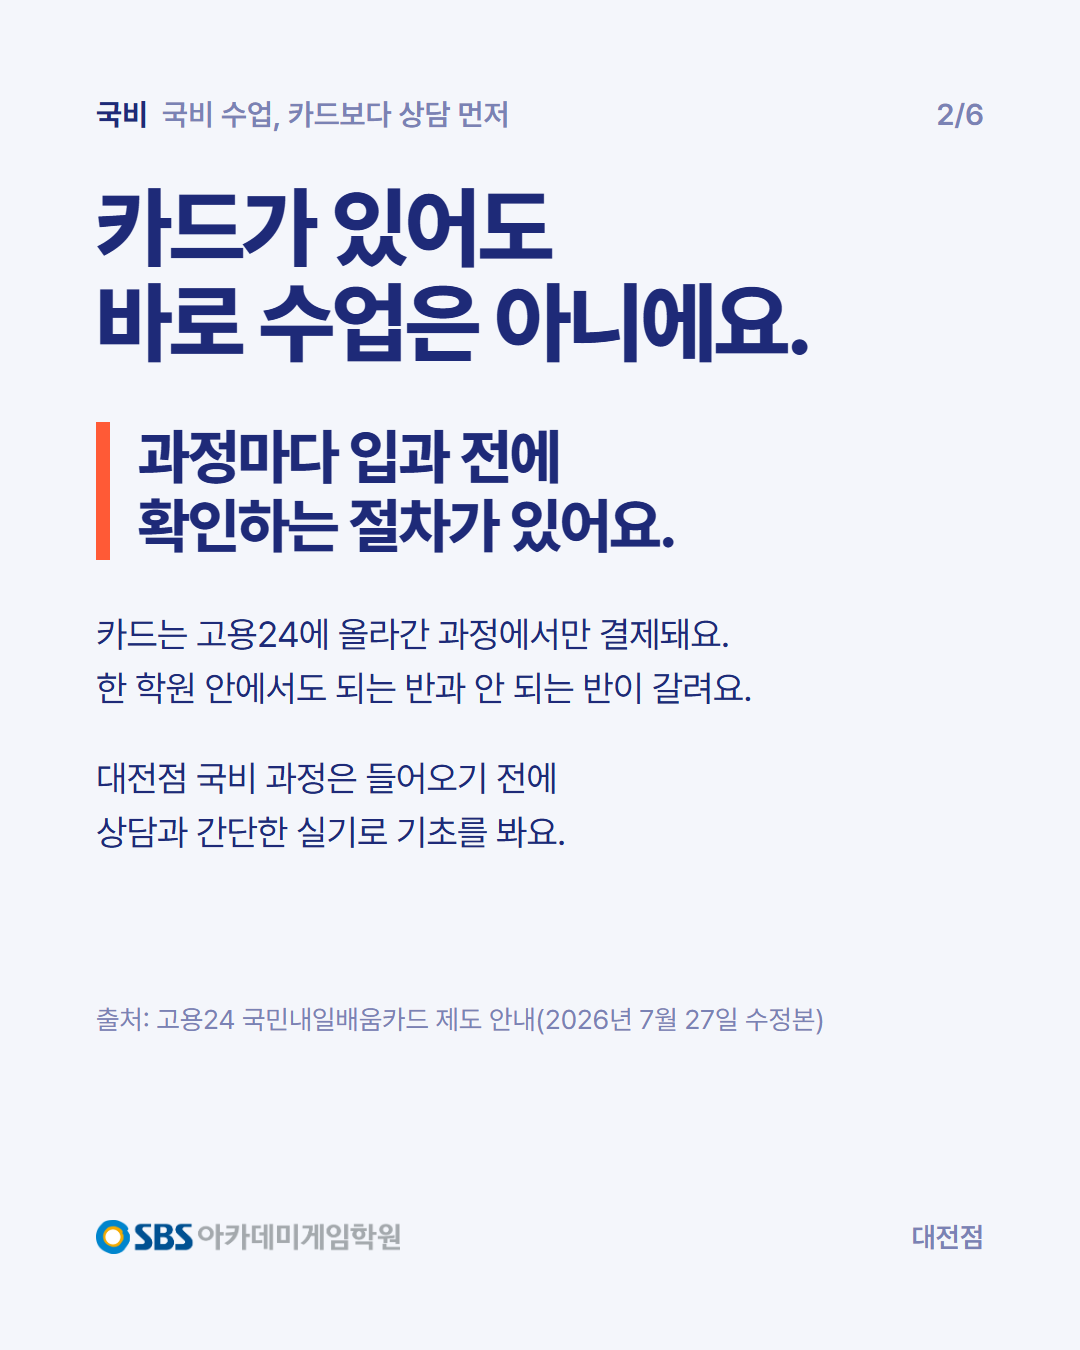 국비 국비 수업, 카드보다 상담 먼저
2/6
카드가 있어도
바로 수업은 아니에요.
과정마다 입과 전에
확인하는 절차가 있어요.
카드는 고용24에 올라간 과정에서만 결제돼요.
한 학원 안에서도 되는 반과 안 되는 반이 갈려요.
대전점 국비 과정은 들어오기 전에
상담과 간단한 실기로 기초를 봐요.
출처: 고용24 국민내일배움카드 제도 안내(2026년 7월 27일 수정본)
SBS 아카데미게임학원
대전점